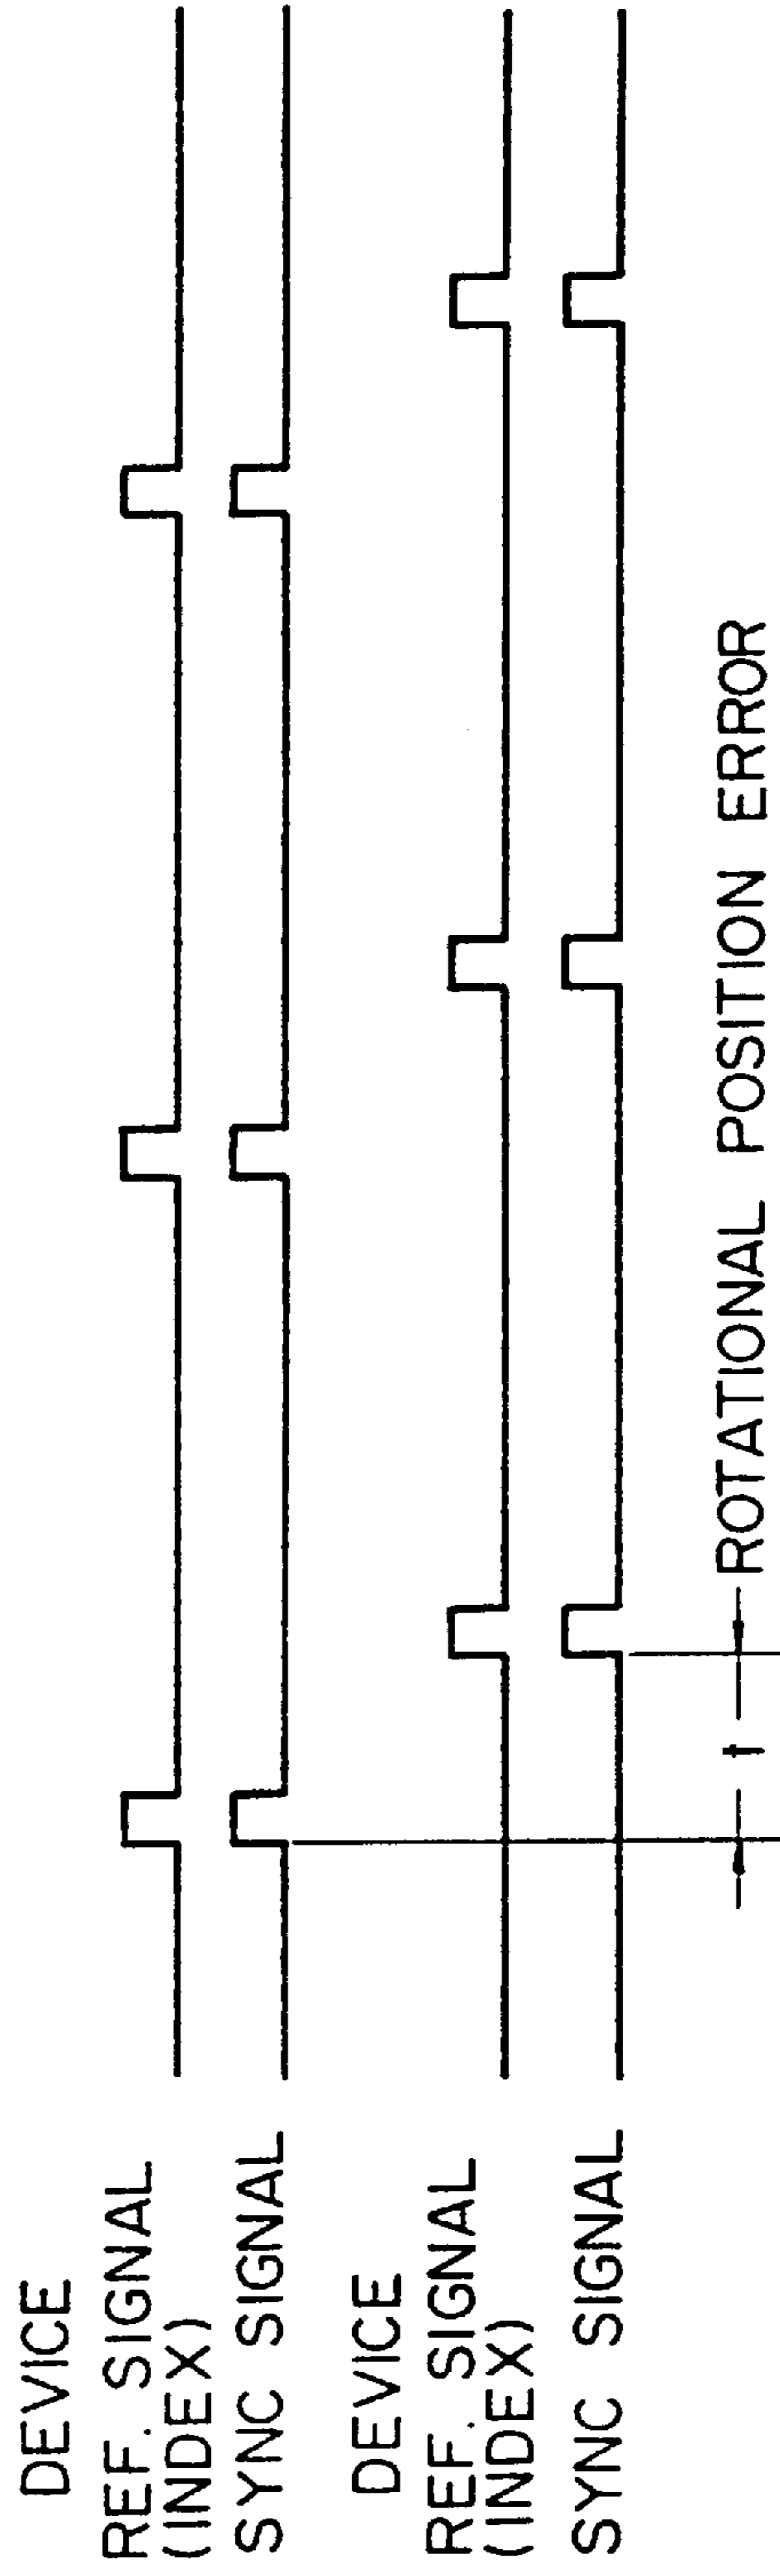 DEVICE
REF. SIGNAL
(INDEX)
SYNC SIGNAL
DEVICE
REF. SIGNAL
(INDEX)
SYNC SIGNAL
t
ROTATIONAL POSITION ERROR